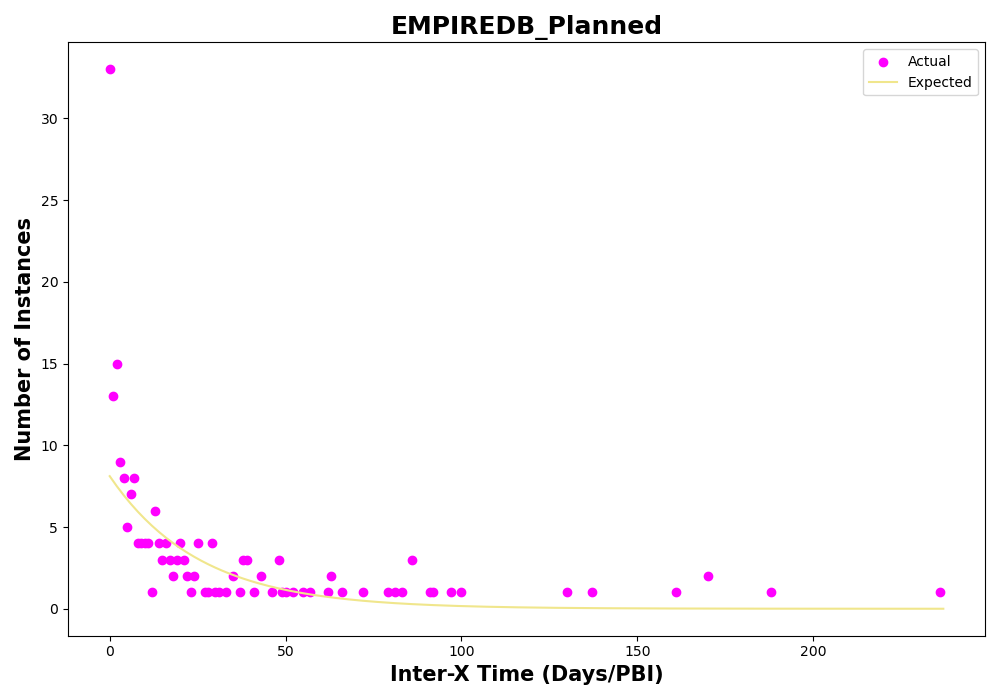 EMPIREDB_Planned
Actual
Expected
Number of Instances
30
25
20
15
10
5
0
0 50 100 150 200
Inter-X Time (Days/PBI)